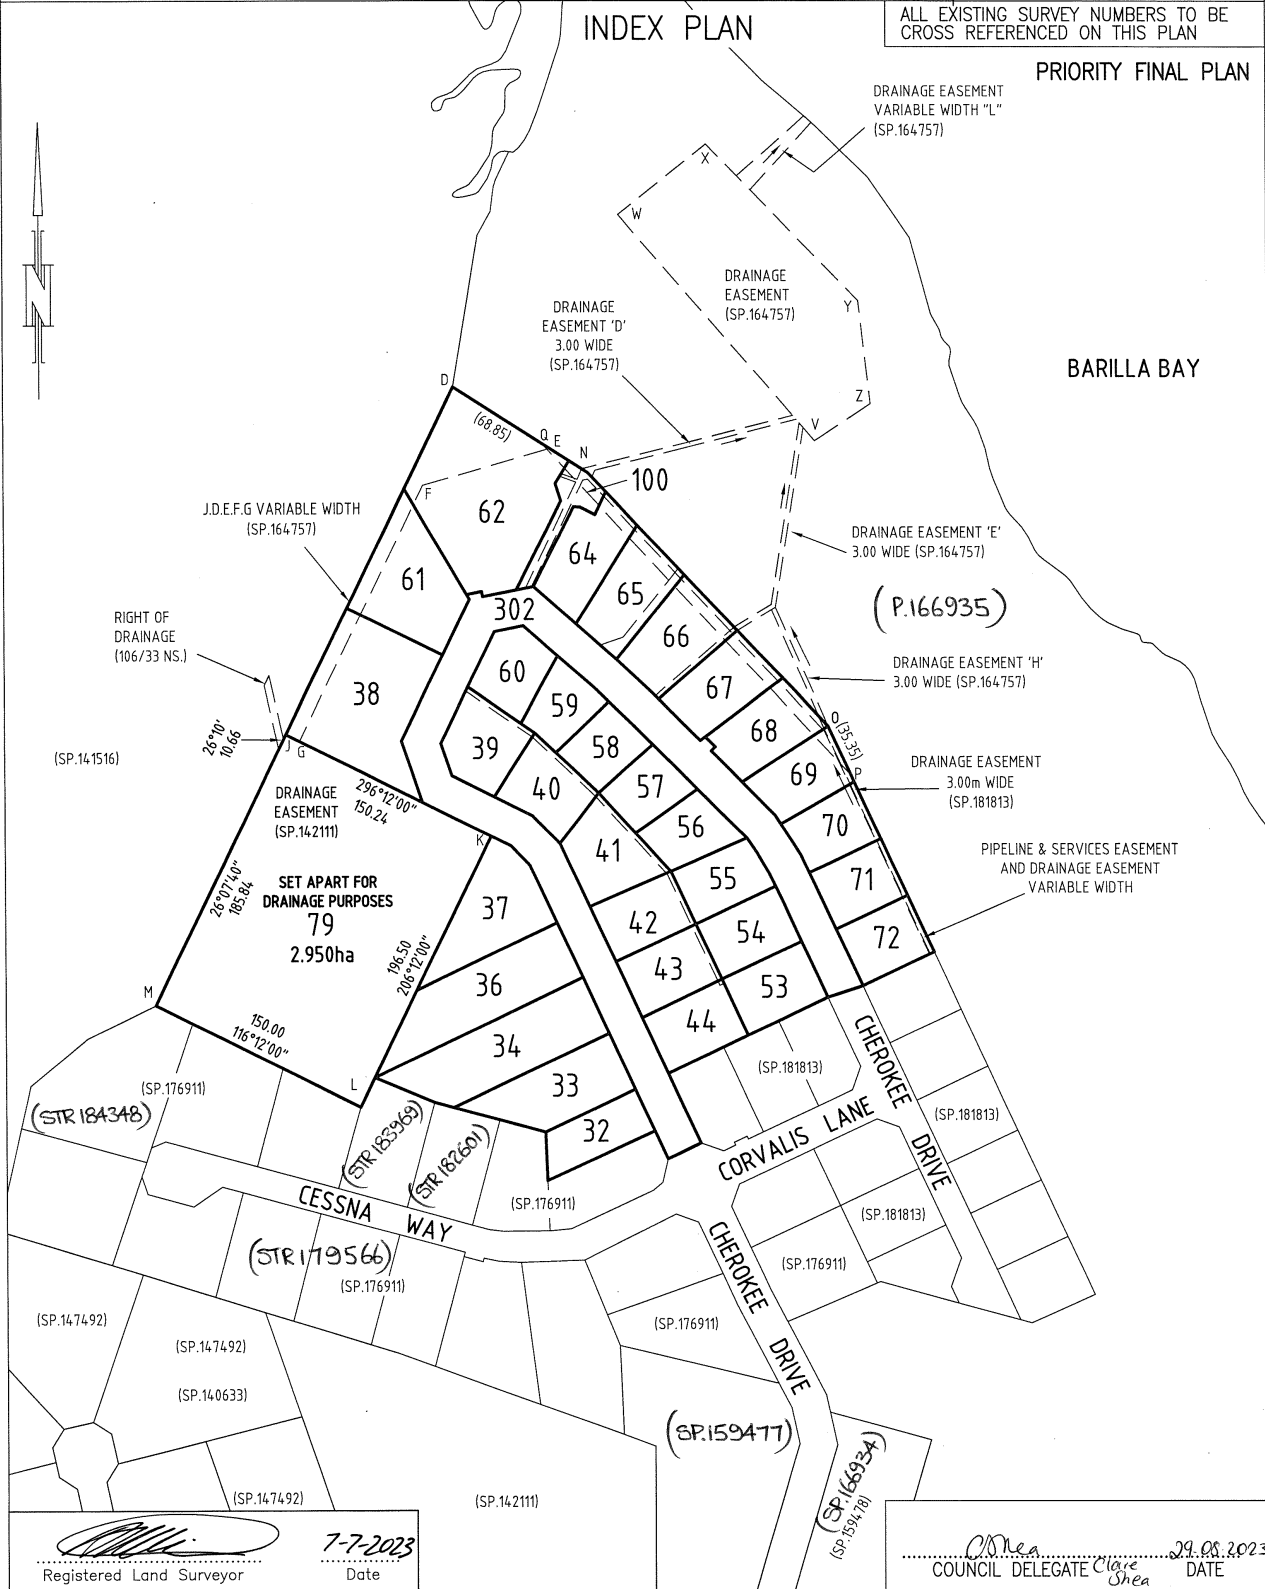 INDEX PLAN
ALL EXISTING SURVEY NUMBERS TO BE
CROSS REFERENCED ON THIS PLAN
PRIORITY FINAL PLAN
DRAINAGE EASEMENT
VARIABLE WIDTH "L"
(SP.164757)
X
W
N
DRAINAGE
EASEMENT
(SP.164757)
Y
DRAINAGE
EASEMENT 'D'
3.00 WIDE
(SP.164757)
BARILLA BAY
D
Z
(68.85)
V
Q
E
N
100
F
62
J.D.E.F.G VARIABLE WIDTH
(SP.164757)
DRAINAGE EASEMENT 'E'
3.00 WIDE (SP.164757)
64
61
65
302
(P.166935)
RIGHT OF
DRAINAGE
(106/33 NS.)
66
DRAINAGE EASEMENT 'H'
3.00 WIDE (SP.164757)
60
67
38
59
O
(35.35)
68
26°10'
10.66
J
G
39
58
(SP.141516)
69
P
DRAINAGE EASEMENT
3.00m WIDE
(SP.181813)
DRAINAGE
EASEMENT
(SP.142111)
296°12'00"
150.24
40
57
K
56
70
41
PIPELINE & SERVICES EASEMENT
AND DRAINAGE EASEMENT
VARIABLE WIDTH
26°07'40"
185.84
SET APART FOR
DRAINAGE PURPOSES
79
2.950ha
55
71
37
42
54
72
196.50
206°12'00"
43
36
53
M
44
150.00
116°12'00"
34
CHEROKEE DRIVE
(SP.181813)
L
33
(SP.176911)
(STR 184348)
(STR 183969)
(STR 182601)
32
CORVALIS LANE
(SP.181813)
CESSNA WAY
(SP.176911)
(SP.181813)
(STR 179566)
(SP.176911)
CHEROKEE DRIVE
(SP.176911)
(SP.147492)
(SP.176911)
(SP.147492)
(SP.140633)
(SP.159477)
(SP.166934)
(SP.159478)
(SP.147492)
(SP.142111)
7-7-2023
Registered Land Surveyor
Date
29.08.2023
COUNCIL DELEGATE Clare
Shea
DATE